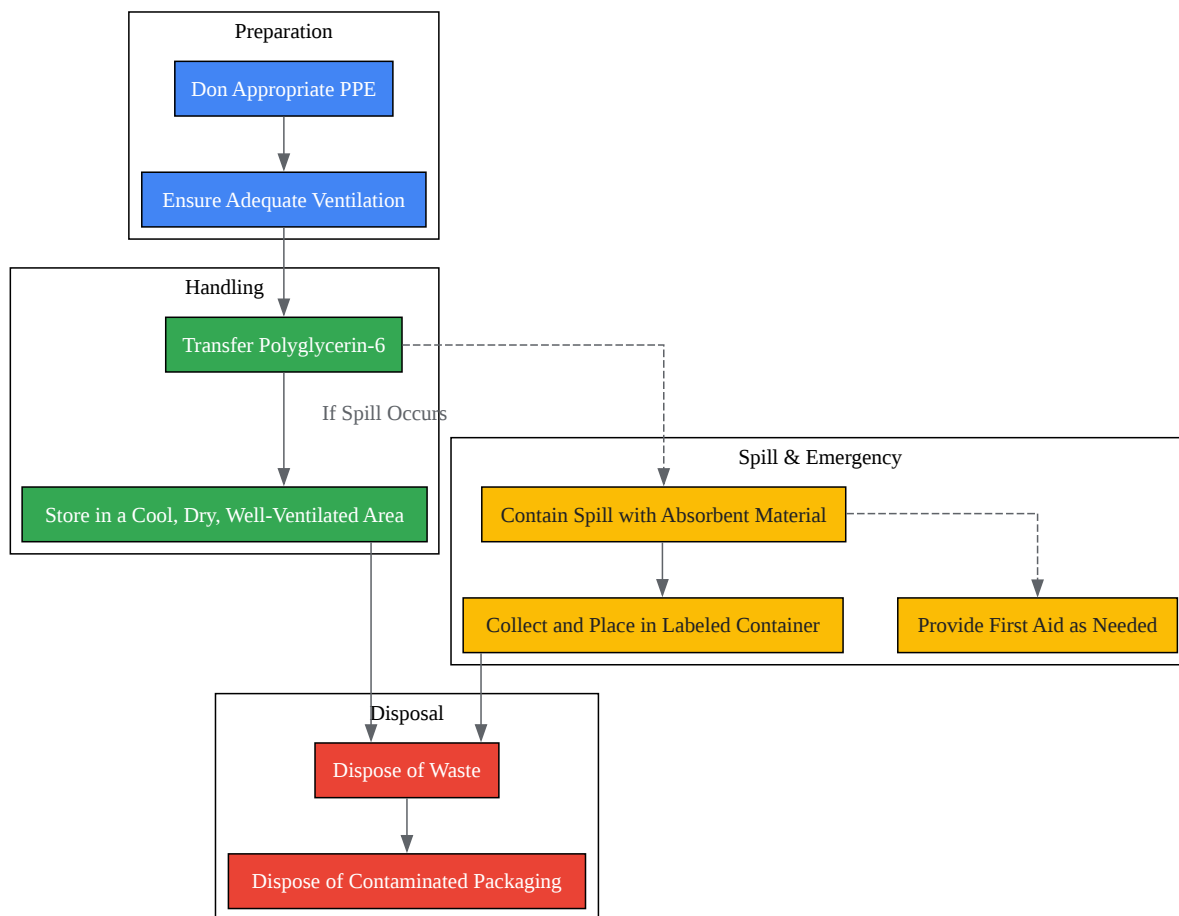 Preparation
Don Appropriate PPE
Ensure Adequate Ventilation
Handling
Transfer Polyglycerin-6
If Spill Occurs
Store in a Cool, Dry, Well-Ventilated Area
Spill & Emergency
Contain Spill with Absorbent Material
Collect and Place in Labeled Container
Provide First Aid as Needed
Disposal
Dispose of Waste
Dispose of Contaminated Packaging